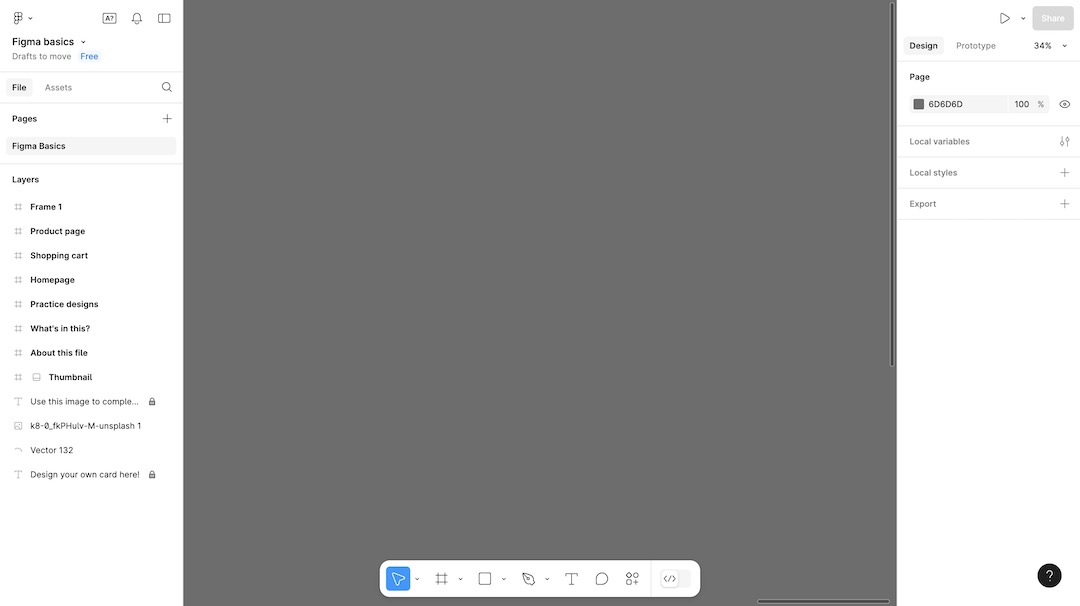 A?
Figma basics
Drafts to move Free
File Assets
Pages
Figma Basics
Layers
Frame 1
Product page
Shopping cart
Homepage
Practice designs
What's in this?
About this file
Thumbnail
Use this image to comple...
k8-0_fkPHulv-M-unsplash 1
Vector 132
Design your own card here!
Share
Design Prototype 34%
Page
6D6D6D 100 %
Local variables
Local styles
Export
?